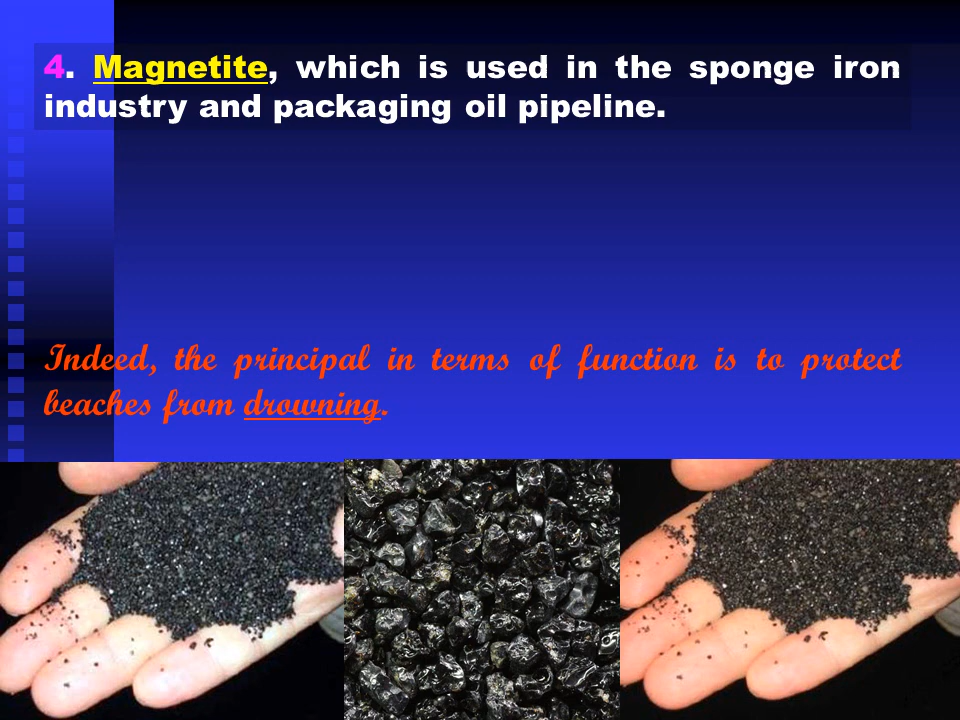 4. Magnetite, which is used in the sponge iron
industry and packaging oil pipeline.
Indeed, the principal in terms of function is to protect
beaches from drowning.